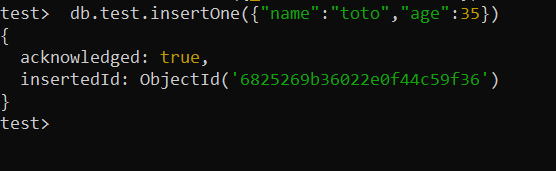 test>  db.test.insertOne({"name":"toto","age":35})
{
  acknowledged: true,
  insertedId: ObjectId('6825269b36022e0f44c59f36')
}
test>